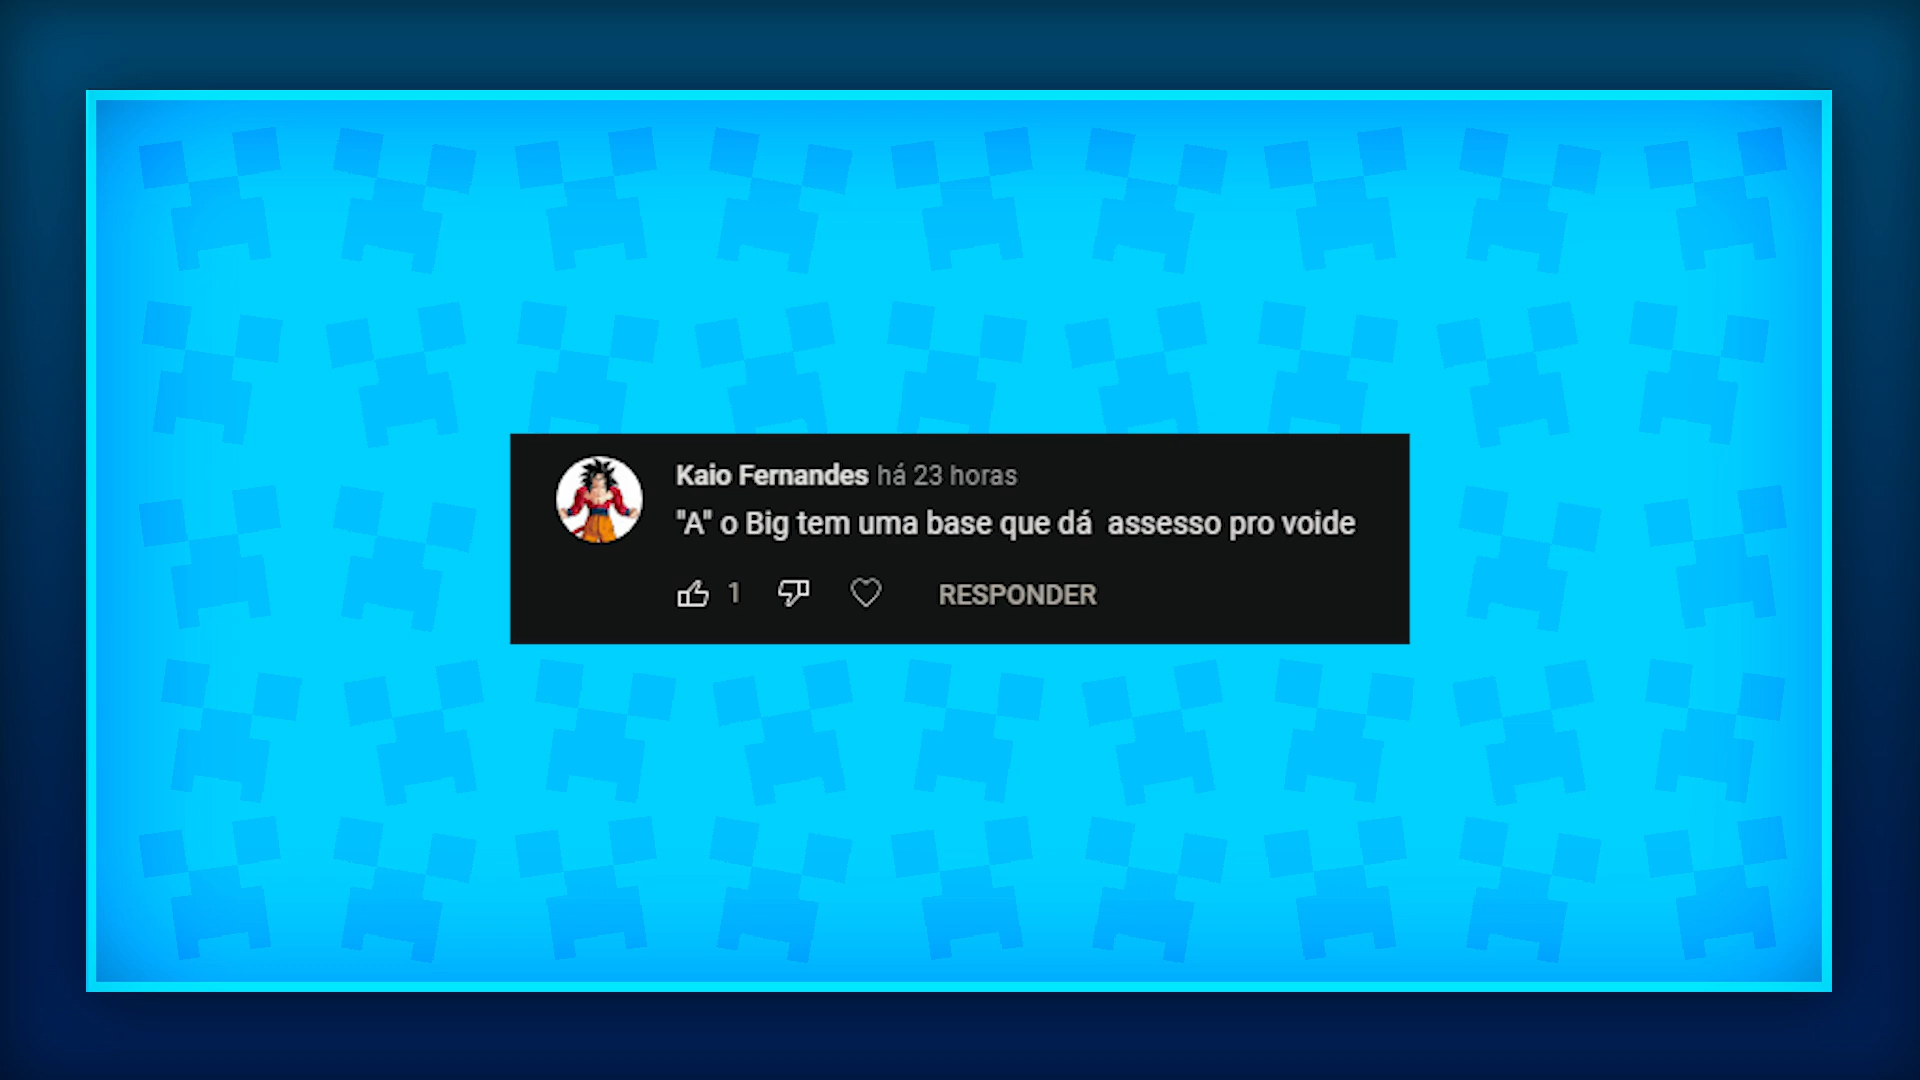 Kaio Fernandes há 23 horas
"A" o Big tem uma base que dá  assesso pro voide
1 RESPONDER